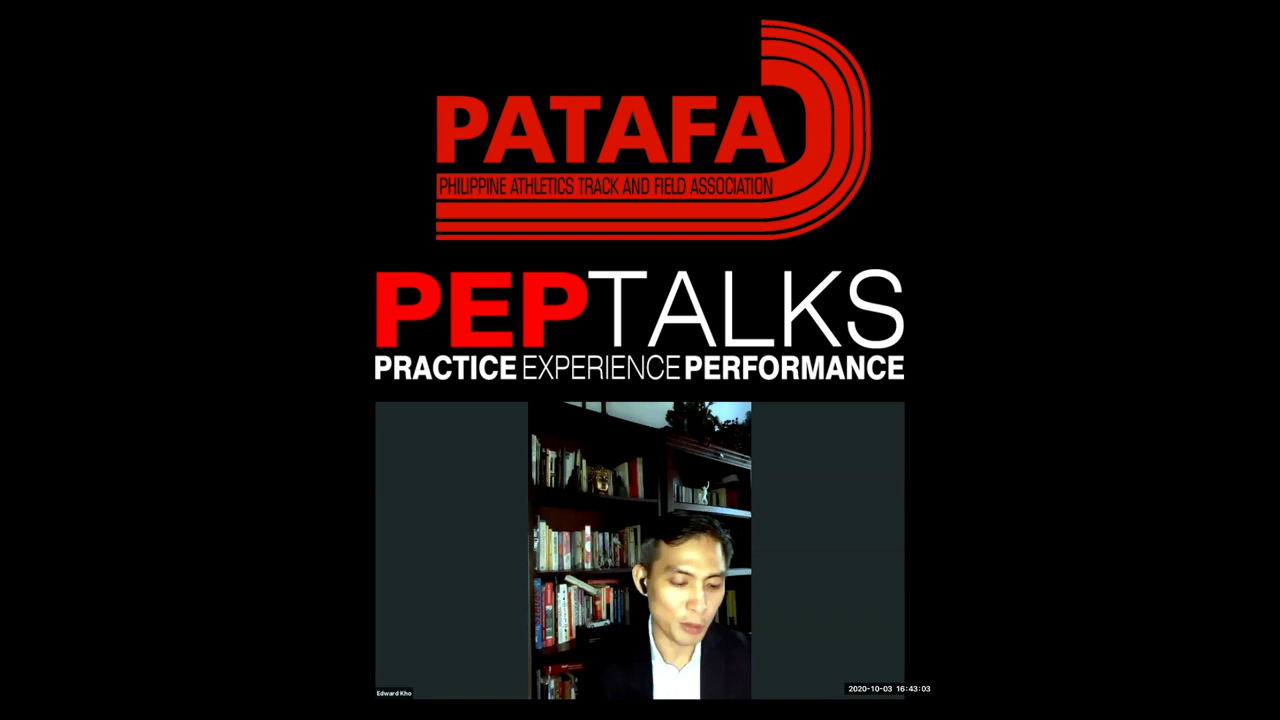 PATAFA
PHILIPPINE ATHLETICS TRACK AND FIELD ASSOCIATION
PEPTALKS
PRACTICE EXPERIENCE PERFORMANCE
Edward Kho
2020-10-03 16:43:03